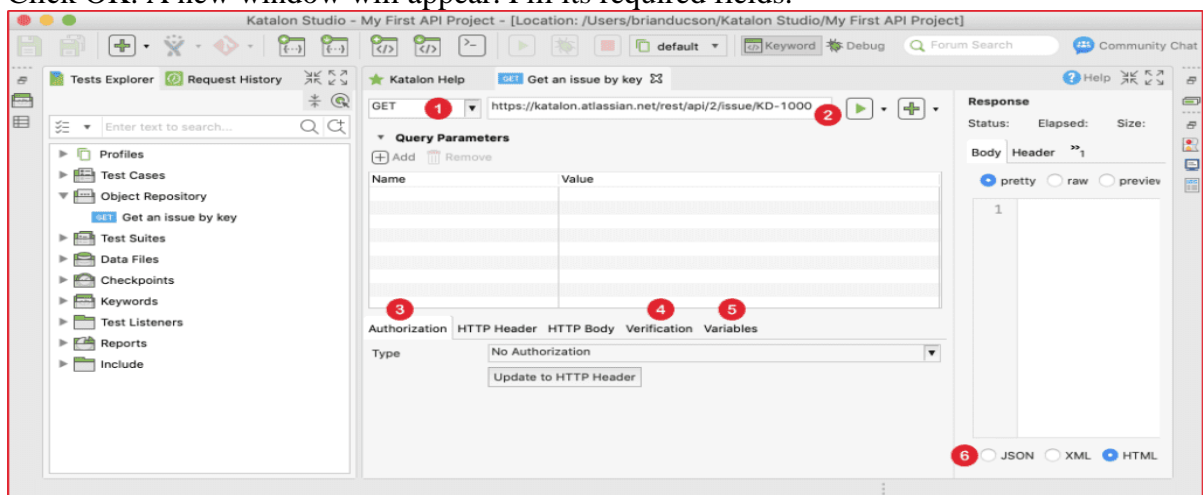 Click OK. A new window will appear. Fill its required fields.
Katalon Studio - My First API Project - [Location: /Users/brianducson/Katalon Studio/My First API Project]
default Keyword Debug Forum Search Community Chat
Tests Explorer Request History
Enter text to search...
Profiles
Test Cases
Object Repository
GET Get an issue by key
Test Suites
Data Files
Checkpoints
Keywords
Test Listeners
Reports
Include
Katalon Help GET Get an issue by key Help
GET 1 https://katalon.atlassian.net/rest/api/2/issue/KD-1000 2
Query Parameters
Add Remove
Name Value
3 4 5
Authorization HTTP Header HTTP Body Verification Variables
Type No Authorization
Update to HTTP Header
Response
Status: Elapsed: Size:
Body Header »1
pretty raw preview
1
6 JSON XML HTML